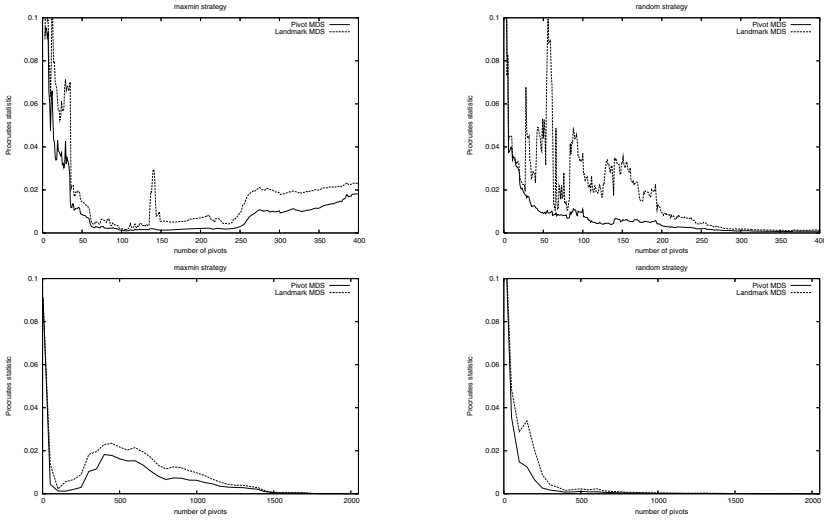 maxmin strategy
Pivot MDS
Landmark MDS
0.1
0.08
0.06
0.04
0.02
0
Procrustes statistic
0 50 100 150 200 250 300 350 400
number of pivots
random strategy
Pivot MDS
Landmark MDS
0.1
0.08
0.06
0.04
0.02
0
Procrustes statistic
0 50 100 150 200 250 300 350 400
number of pivots
maxmin strategy
Pivot MDS
Landmark MDS
0.1
0.08
0.06
0.04
0.02
0
Procrustes statistic
0 500 1000 1500 2000
number of pivots
random strategy
Pivot MDS
Landmark MDS
0.1
0.08
0.06
0.04
0.02
0
Procrustes statistic
0 500 1000 1500 2000
number of pivots